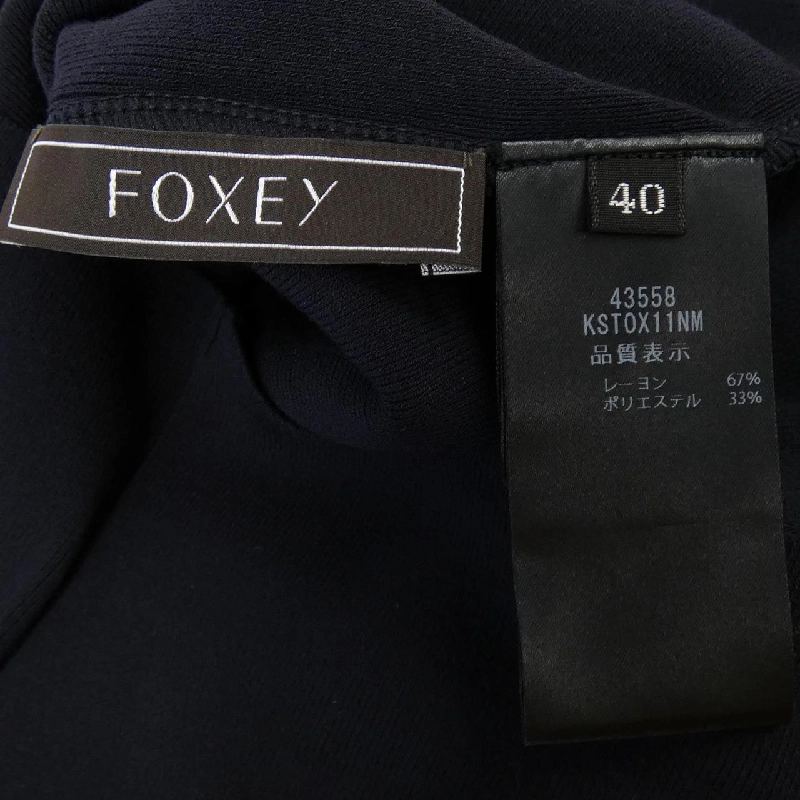 FOXEY
40
43558
KSTOX11NM
品質表示
レーヨン 67%
ポリエステル 33%